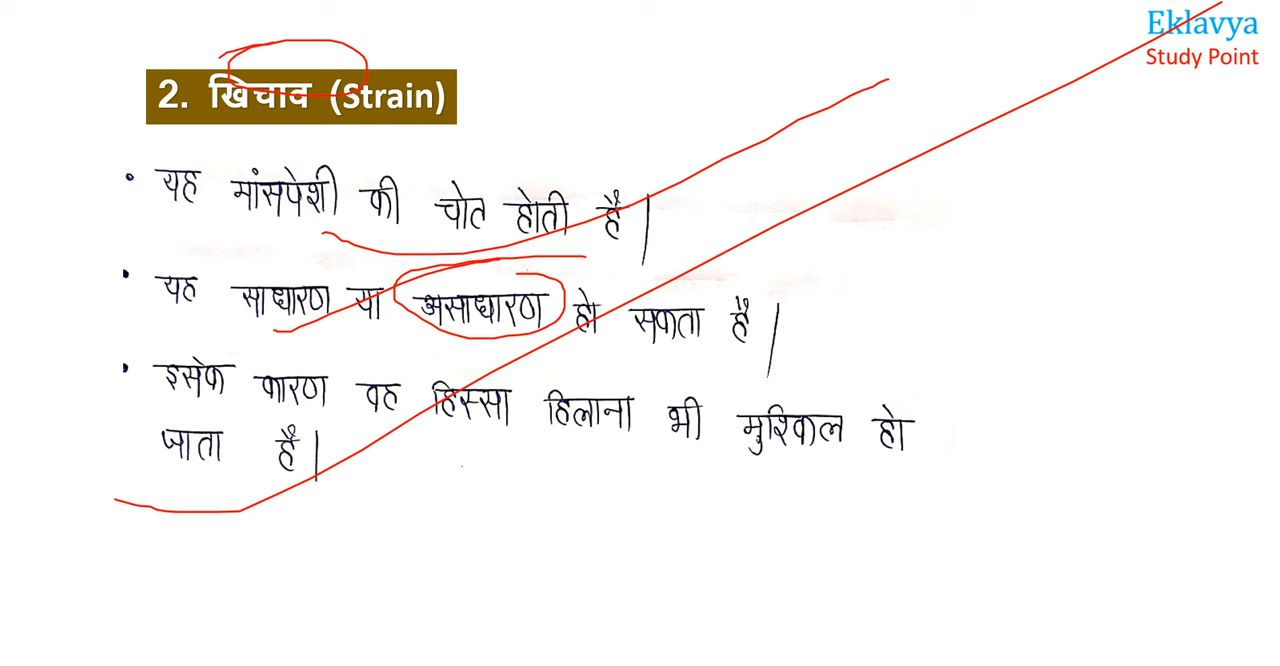 Eklavya
Study Point
2. खिचाव (Strain)
• यह मांसपेशी की चोट होती है।
• यह साधारण या असाधारण हो सकता है।
• इसके कारण वह हिस्सा हिलाना भी मुश्किल हो
जाता है।